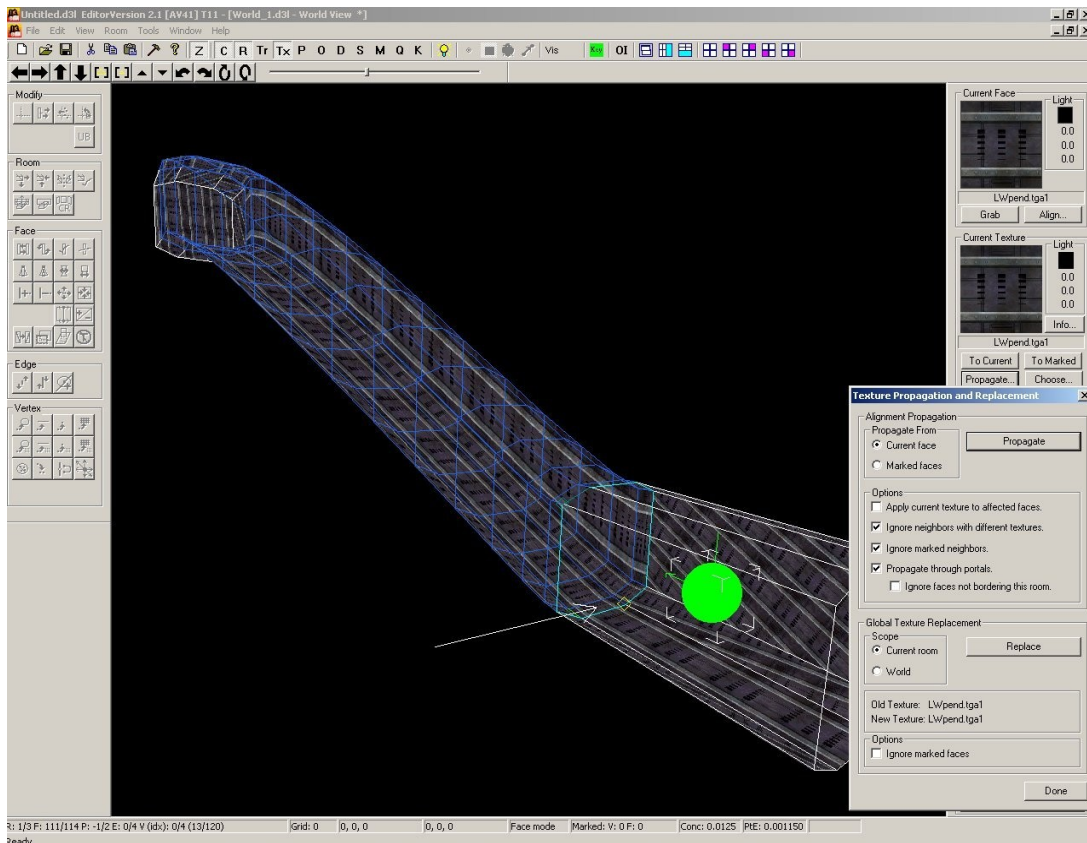 Untitled.d3l EditorVersion 2.1 [AV41] T11 - [World_1.d3l - World View *]
File Edit View Room Tools Window Help
Z C R Tr Tx P O D S M Q K Vis Key OI
Modify
UB
Room
CR
Face
Edge
Vertex
Current Face
Light
0.0
0.0
0.0
LWpend.tga1
Grab Align...
Current Texture
Light
0.0
0.0
0.0
Info...
LWpend.tga1
To Current To Marked
Propagate... Choose...
Texture Propagation and Replacement
Alignment Propagation
Propagate From
Current face
Marked faces
Propagate
Options
Apply current texture to affected faces.
Ignore neighbors with different textures.
Ignore marked neighbors.
Propagate through portals.
Ignore faces not bordering this room.
Global Texture Replacement
Scope
Current room
World
Replace
Old Texture: LWpend.tga1
New Texture: LWpend.tga1
Options
Ignore marked faces
Done
R: 1/3 F: 111/114 P: -1/2 E: 0/4 V (idx): 0/4 (13/120) Grid: 0 0, 0, 0 0, 0, 0 Face mode Marked: V: 0 F: 0 Conc: 0.0125 PtE: 0.001150
Ready